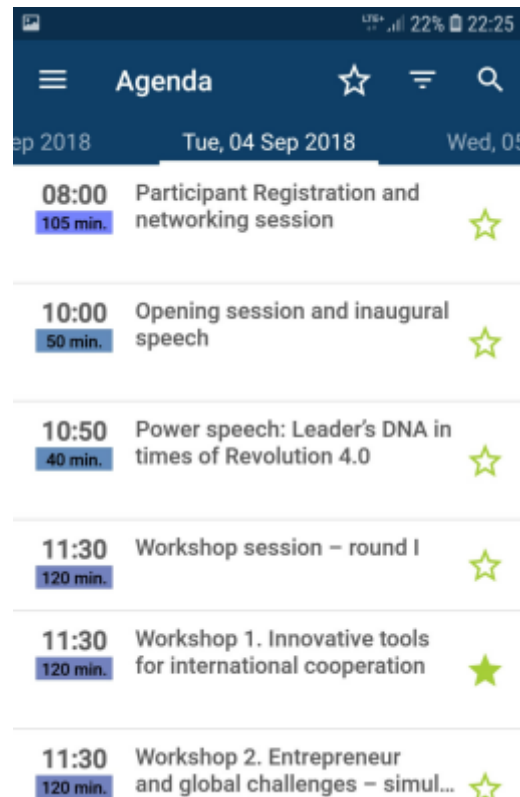 LTE+ 22% 22:25
Agenda
ep 2018 Tue, 04 Sep 2018 Wed, 05
08:00 Participant Registration and
105 min. networking session
10:00 Opening session and inaugural
50 min. speech
10:50 Power speech: Leader's DNA in
40 min. times of Revolution 4.0
11:30 Workshop session – round I
120 min.
11:30 Workshop 1. Innovative tools
120 min. for international cooperation
11:30 Workshop 2. Entrepreneur
120 min. and global challenges – simul...